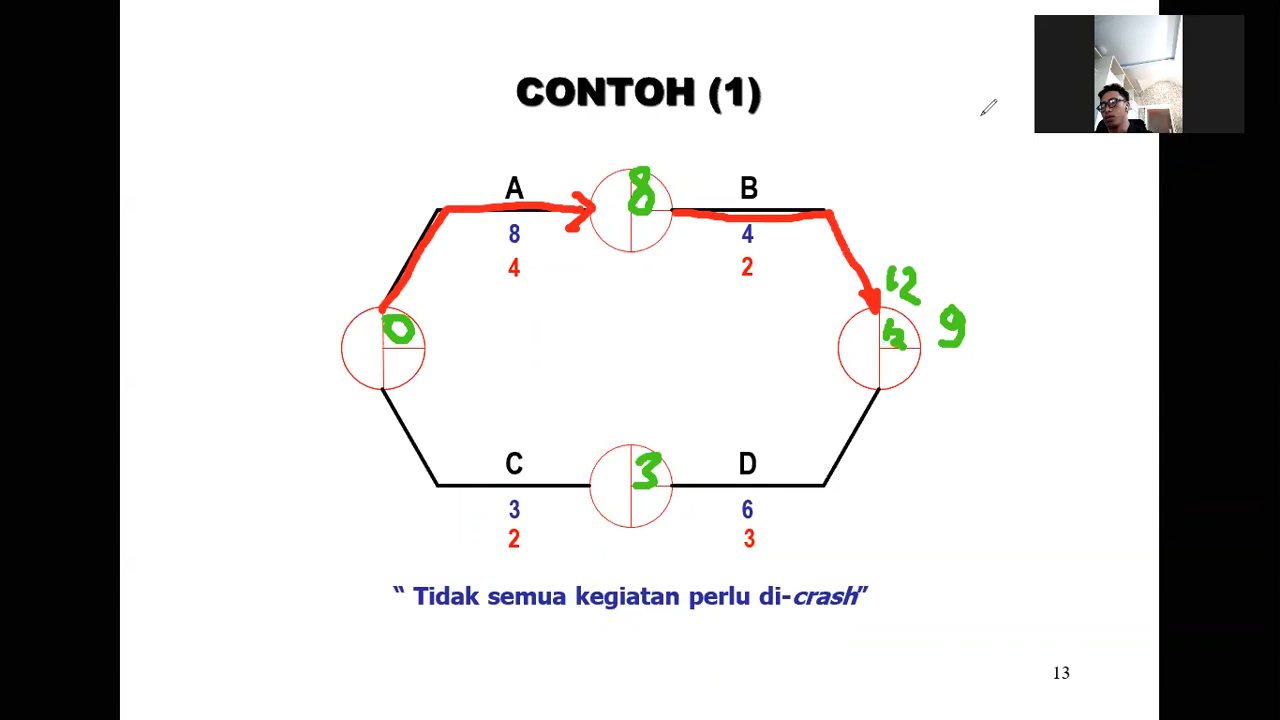 CONTOH (1)
A
8
B
8
4
4
2
12
0
12
9
C
3
D
3
6
2
3
“ Tidak semua kegiatan perlu di-crash”
13